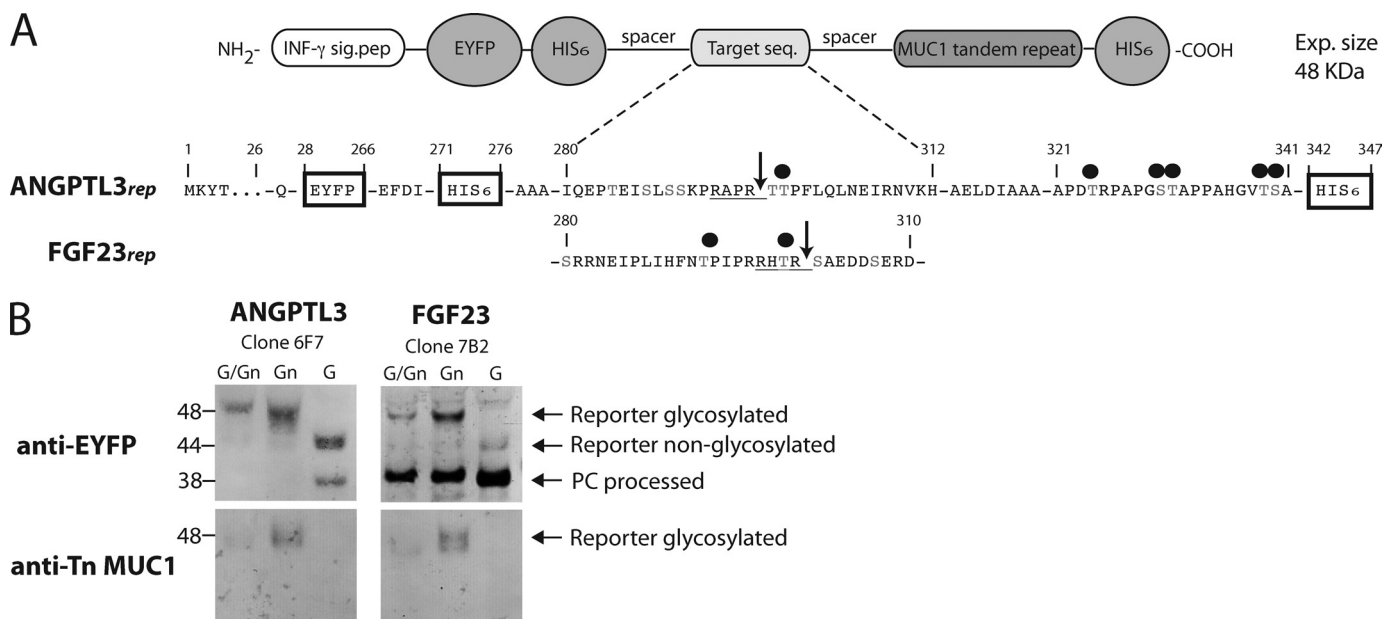 A
NH2- INF-γ sig.pep EYFP HIS6 spacer Target seq. spacer MUC1 tandem repeat HIS6 -COOH
Exp. size
48 KDa
1 26 28 266 271 276 280 312 321 341 342 347
ANGPTL3rep MKYT...-Q- EYFP -EFDI- HIS6 -AAA-IQEPTEISLSSKPRAPRTTPFLQLNEIRNVKH-AELDIAAA-APDTRPAPGSTAPPAHGVTSA- HIS6
280 310
FGF23rep -SRRNEIPLIHFNTPIPRRHTRSAEDDSERD-
B
ANGPTL3 FGF23
Clone 6F7 Clone 7B2
G/Gn Gn G G/Gn Gn G
anti-EYFP
48 Reporter glycosylated
44 Reporter non-glycosylated
38 PC processed
anti-Tn MUC1
48 Reporter glycosylated